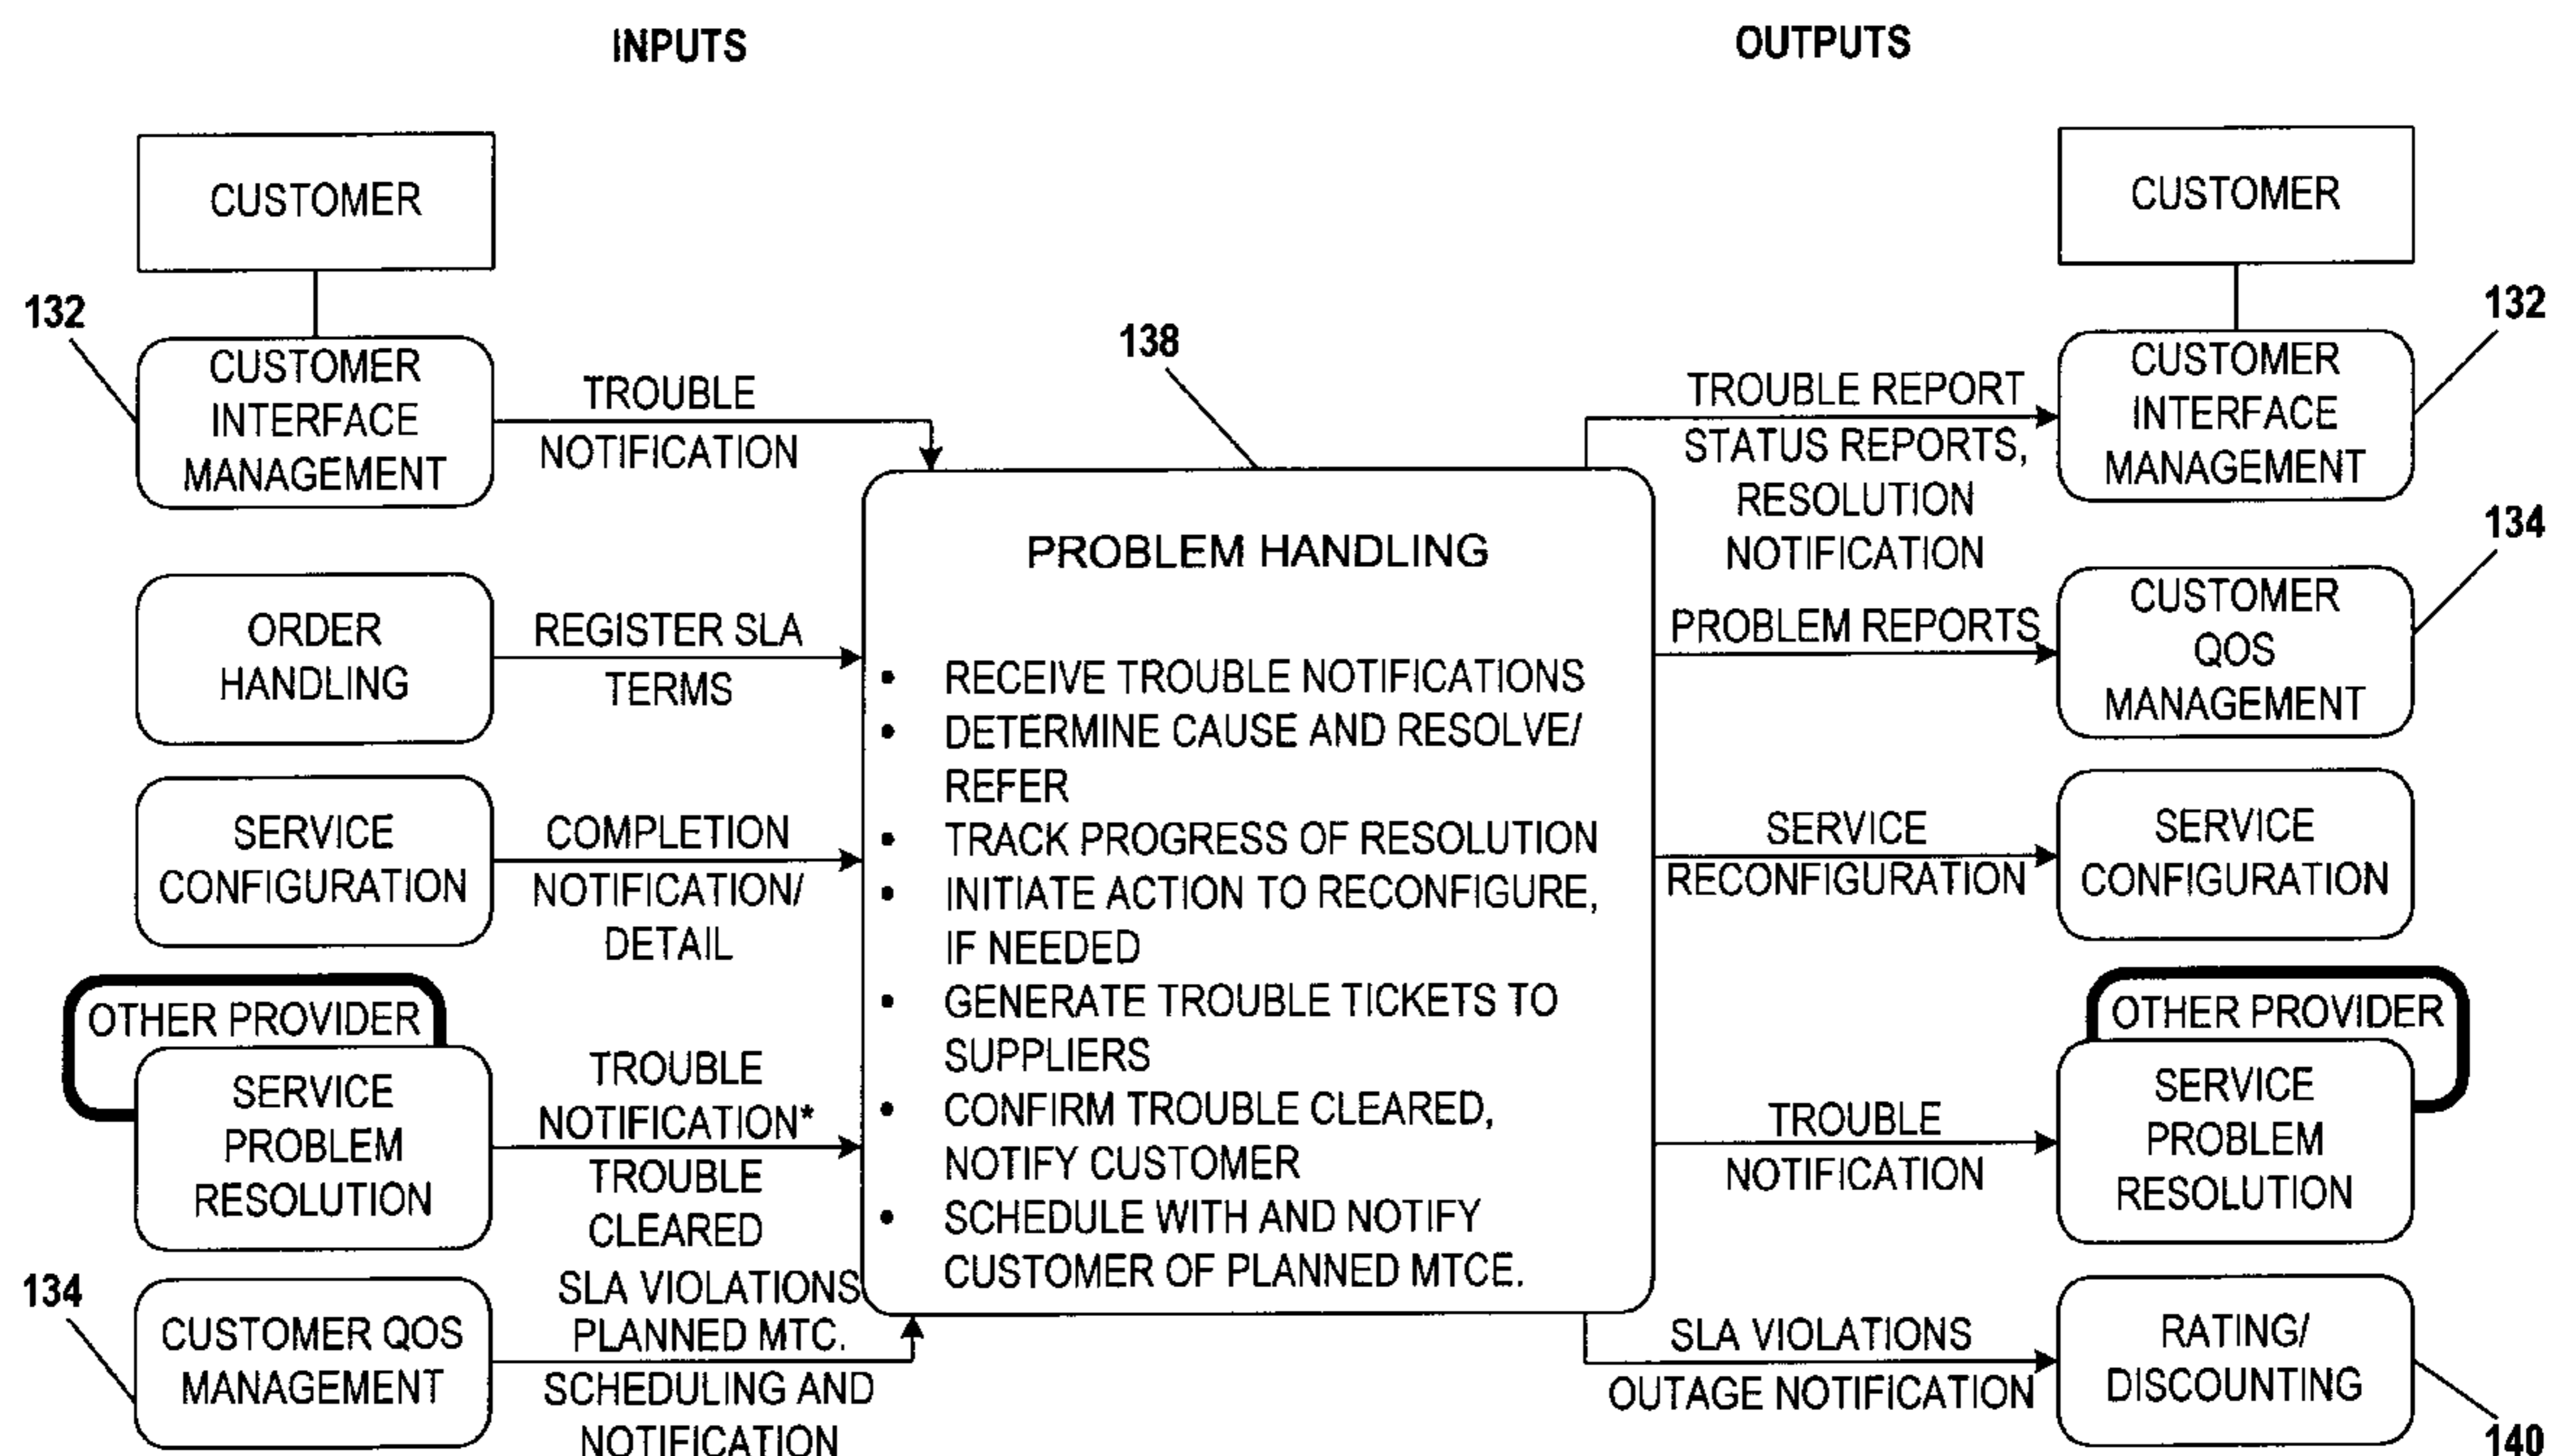 INPUTS
OUTPUTS
CUSTOMER
132
CUSTOMER
INTERFACE
MANAGEMENT
TROUBLE
NOTIFICATION
ORDER
HANDLING
REGISTER SLA
TERMS
SERVICE
CONFIGURATION
COMPLETION
NOTIFICATION/
DETAIL
OTHER PROVIDER
SERVICE
PROBLEM
RESOLUTION
TROUBLE
NOTIFICATION*
TROUBLE
CLEARED
134
CUSTOMER QOS
MANAGEMENT
SLA VIOLATIONS
PLANNED MTC.
SCHEDULING AND
NOTIFICATION
138
PROBLEM HANDLING
• RECEIVE TROUBLE NOTIFICATIONS
• DETERMINE CAUSE AND RESOLVE/
REFER
• TRACK PROGRESS OF RESOLUTION
• INITIATE ACTION TO RECONFIGURE,
IF NEEDED
• GENERATE TROUBLE TICKETS TO
SUPPLIERS
• CONFIRM TROUBLE CLEARED,
NOTIFY CUSTOMER
• SCHEDULE WITH AND NOTIFY
CUSTOMER OF PLANNED MTCE.
CUSTOMER
TROUBLE REPORT
STATUS REPORTS,
RESOLUTION
NOTIFICATION
CUSTOMER
INTERFACE
MANAGEMENT
132
PROBLEM REPORTS
CUSTOMER
QOS
MANAGEMENT
134
SERVICE
RECONFIGURATION
SERVICE
CONFIGURATION
OTHER PROVIDER
TROUBLE
NOTIFICATION
SERVICE
PROBLEM
RESOLUTION
SLA VIOLATIONS
OUTAGE NOTIFICATION
RATING/
DISCOUNTING
140